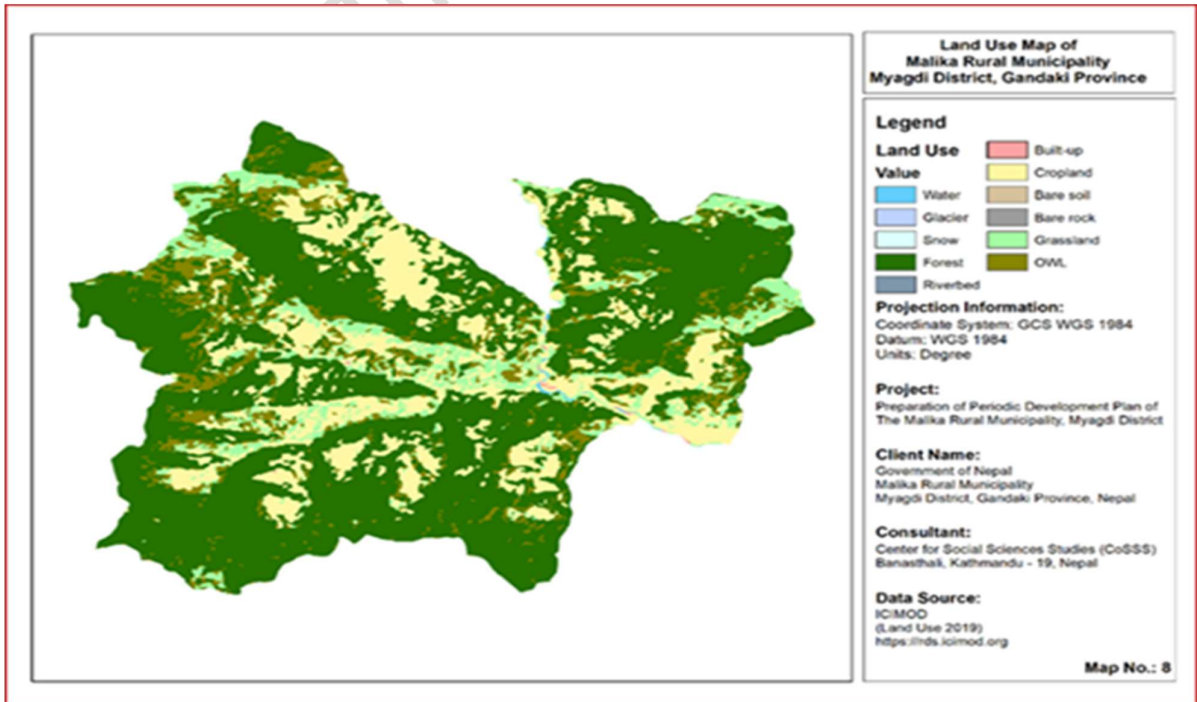 Land Use Map of
Malika Rural Municipality
Myagdi District, Gandaki Province
Legend
Land Use
Value
Water
Glacier
Snow
Forest
Riverbed
Built-up
Cropland
Bare soil
Bare rock
Grassland
OWL
Projection Information:
Coordinate System: GCS WGS 1984
Datum: WGS 1984
Units: Degree
Project:
Preparation of Periodic Development Plan of
The Malika Rural Municipality, Myagdi District
Client Name:
Government of Nepal
Malika Rural Municipality
Myagdi District, Gandaki Province, Nepal
Consultant:
Center for Social Sciences Studies (CoSSS)
Banasthali, Kathmandu - 19, Nepal
Data Source:
ICIMOD
(Land Use 2019)
https://rds.icimod.org
Map No.: 8